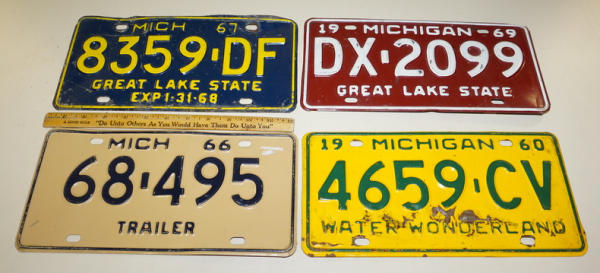 MICH 67
8359·DF
GREAT LAKE STATE
EXP 1-31-68
19 MICHIGAN 69
DX·2099
GREAT LAKE STATE
A GOOD RULE "Do Unto Others As You Would Have Them Do Unto You"
MICH 66
68·495
TRAILER
19 MICHIGAN 60
4659·CV
WATER WONDERLAND